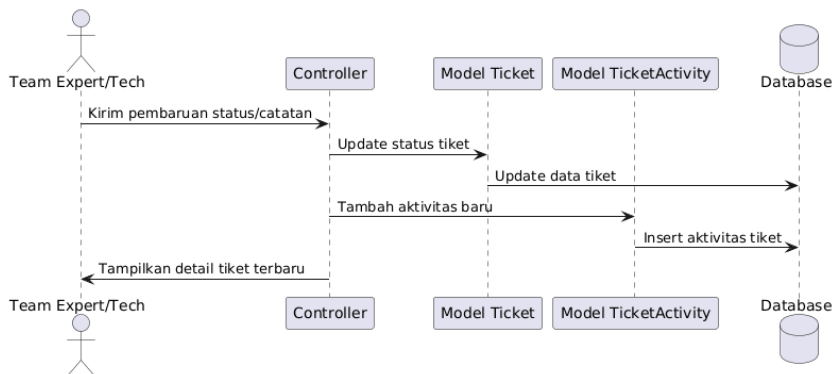 Team Expert/Tech
Controller
Model Ticket
Model TicketActivity
Database
Kirim pembaruan status/catatan
Update status tiket
Update data tiket
Tambah aktivitas baru
Insert aktivitas tiket
Tampilkan detail tiket terbaru
Team Expert/Tech
Controller
Model Ticket
Model TicketActivity
Database